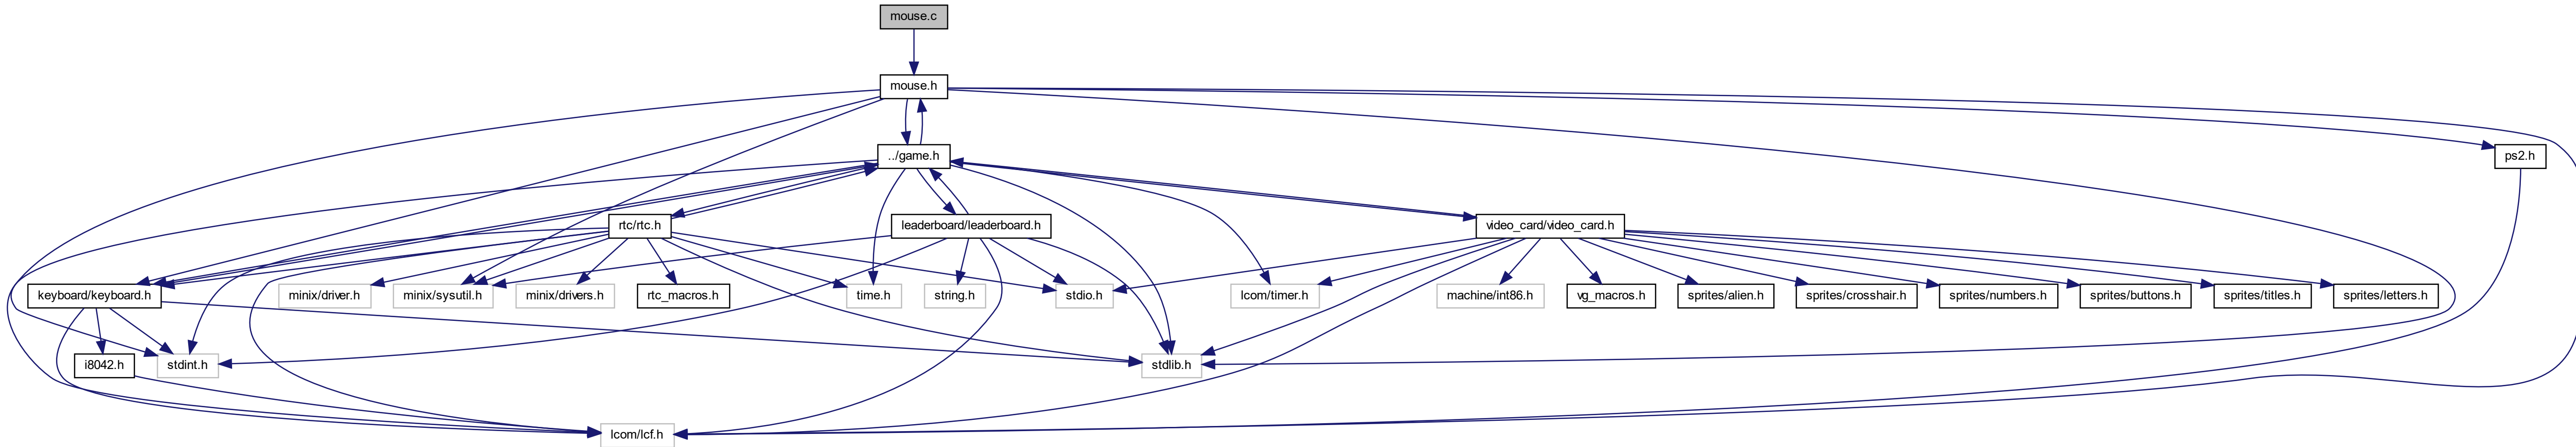 mouse.c
mouse.h
../game.h
ps2.h
rtc/rtc.h
leaderboard/leaderboard.h
video_card/video_card.h
keyboard/keyboard.h
minix/driver.h
minix/sysutil.h
minix/drivers.h
rtc_macros.h
time.h
string.h
stdio.h
lcom/timer.h
machine/int86.h
vg_macros.h
sprites/alien.h
sprites/crosshair.h
sprites/numbers.h
sprites/buttons.h
sprites/titles.h
sprites/letters.h
i8042.h
stdint.h
stdlib.h
lcom/lcf.h